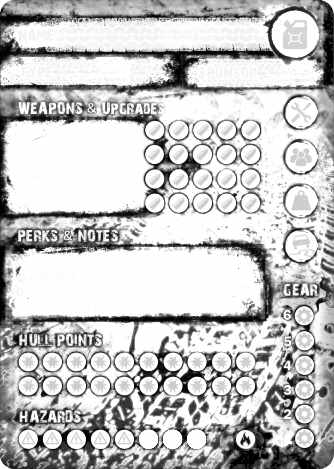 WEAPONS & UPGRADES
PERKS & NOTES
GEAR
6
5
4
3
2
HULL POINTS
HAZARDS